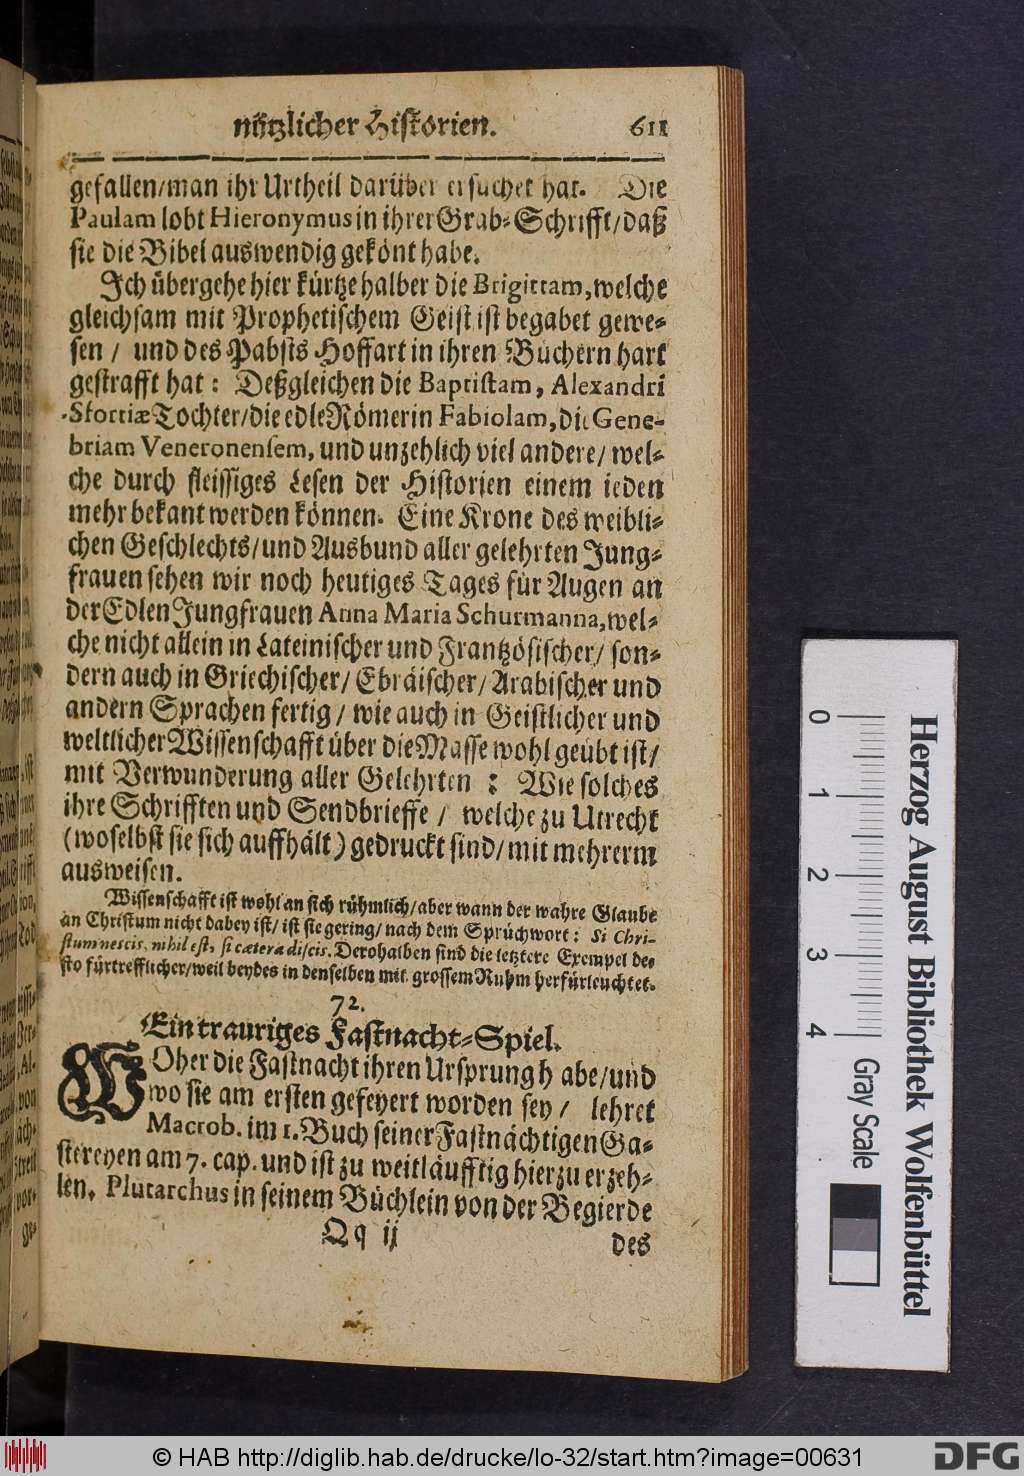 nützlicher Historien. 611
gefallen/man ihr Urtheil darüber ersuchet hat. Die
Paulam lobt Hieronymus in ihrer Grab-Schrifft/daß
sie die Bibel auswendig gekönt habe.
Ich übergehe hier kürtze halber die Brigittam, welche
gleichsam mit Prophetischem Geist ist begabet gewe-
sen / und des Pabsts Hoffart in ihren Büchern hart
gestrafft hat: Deßgleichen die Baptistam, Alexandri
Sfortiæ Tochter/die edle Römerin Fabiolam, die Gene-
briam Veneronensem, und unzehlich viel andere/ wel-
che durch fleissiges Lesen der Historien einem ieden
mehr bekant werden können. Eine Krone des weibli-
chen Geschlechts/und Ausbund aller gelehrten Jung-
frauen sehen wir noch heutiges Tages für Augen an
der Edlen Jungfrauen Anna Maria Schurmanna, wel-
che nicht allein in Lateinischer und Frantzösischer/ son-
dern auch in Griechischer/ Ebräischer/ Arabischer und
andern Sprachen fertig / wie auch in Geistlicher und
weltlicher Wissenschafft über die Masse wohl geübt ist/
mit Verwunderung aller Gelehrten : Wie solches
ihre Schrifften und Sendbrieffe / welche zu Utrecht
(woselbst sie sich auffhält) gedruckt sind/ mit mehrerm
ausweisen.
Wissenschafft ist wohl an sich rühmlich/ aber wann der wahre Glaube
an Christum nicht dabey ist/ ist sie gering/ nach dem Sprüchwort: Si Chri-
stum nescis, nihil est, si cætera discis. Derohalben sind die letztere Exempel de-
sto fürtrefflicher/weil beydes in denselben mit grossem Ruhm herfürleuchtet.
72.
Ein trauriges Fastnacht-Spiel.
WOher die Fastnacht ihren Ursprung habe/und
wo sie am ersten gefeyert worden sey / lehret
Macrob. im 1. Buch seiner Fastnächtigen Ga-
stereyen am 7. cap. und ist zu weitläufftig hier zu erzeh-
len. Plutarchus in seinem Büchlein von der Begierde
Qq ij des
0 1 2 3 4
Gray Scale
Herzog August Bibliothek Wolfenbüttel
© HAB http://diglib.hab.de/drucke/lo-32/start.htm?image=00631
DFG